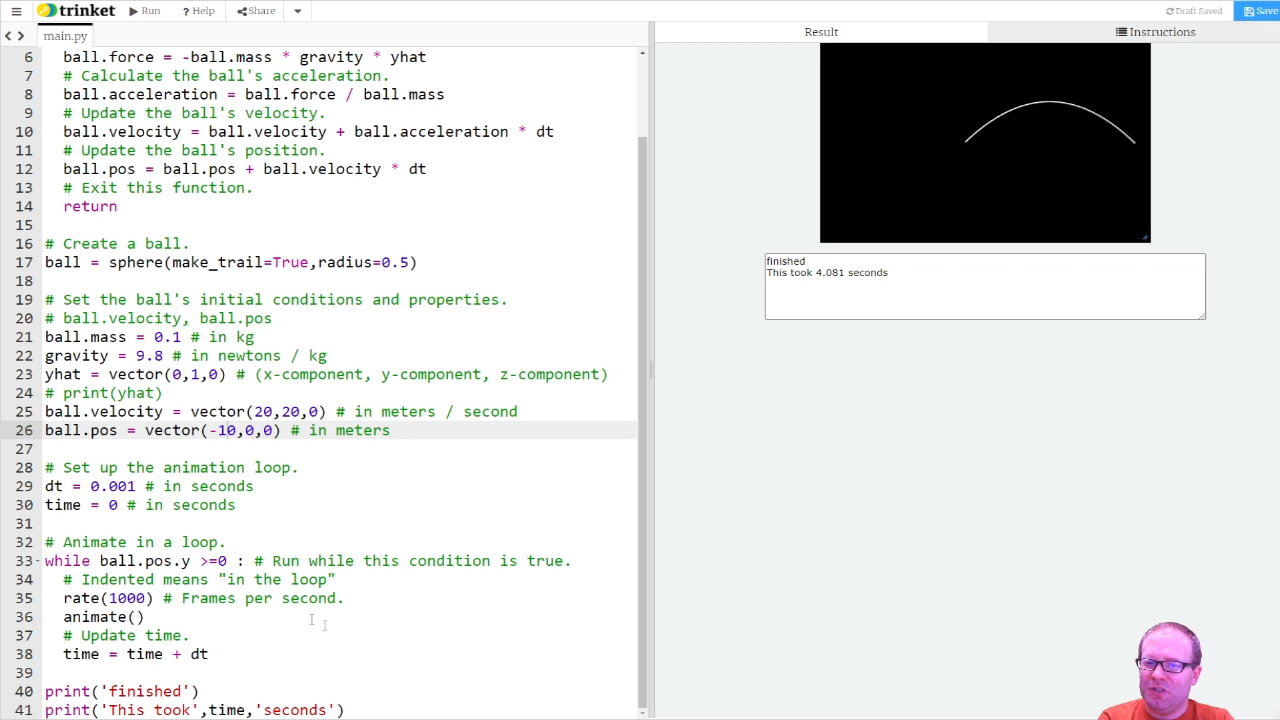 trinket Run Help Share Draft Saved Save
main.py Result Instructions
6 ball.force = -ball.mass * gravity * yhat
7 # Calculate the ball's acceleration.
8 ball.acceleration = ball.force / ball.mass
9 # Update the ball's velocity.
10 ball.velocity = ball.velocity + ball.acceleration * dt
11 # Update the ball's position.
12 ball.pos = ball.pos + ball.velocity * dt
13 # Exit this function.
14 return
15
16 # Create a ball.
17 ball = sphere(make_trail=True,radius=0.5)
18
19 # Set the ball's initial conditions and properties.
20 # ball.velocity, ball.pos
21 ball.mass = 0.1 # in kg
22 gravity = 9.8 # in newtons / kg
23 yhat = vector(0,1,0) # (x-component, y-component, z-component)
24 # print(yhat)
25 ball.velocity = vector(20,20,0) # in meters / second
26 ball.pos = vector(-10,0,0) # in meters
27
28 # Set up the animation loop.
29 dt = 0.001 # in seconds
30 time = 0 # in seconds
31
32 # Animate in a loop.
33 while ball.pos.y >=0 : # Run while this condition is true.
34 # Indented means "in the loop"
35 rate(1000) # Frames per second.
36 animate()
37 # Update time.
38 time = time + dt
39
40 print('finished')
41 print('This took',time,'seconds')
finished
This took 4.081 seconds